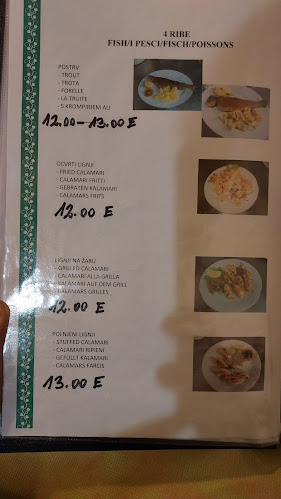 4 RIBE
FISH/I PESCI/FISCH/POISSONS
POSTRV
- TROUT
- TROTA
- FORELLE
- LA TRUITE
- S KROMPIRJEM ALI
12.00-13.00 E
OCVRTI LIGNJI
- FRIED CALAMARI
- CALAMARI FRITTI
- GEBRATEN KALAMARI
- CALAMARS FRITS
12.00 E
LIGNJI NA ŽARU
- GRILLED CALAMARI
- CALAMARI ALLA GRILLA
- KALAMARI AUF DEM GRILL
- CALAMARS GRILLES
12.00 E
POLNJENI LIGNJI
- STUFFED CALAMARI
- CALAMARI RIPIENI
- GEFÜLLT KALAMARI
- CALAMARS FARCIS
13.00 E